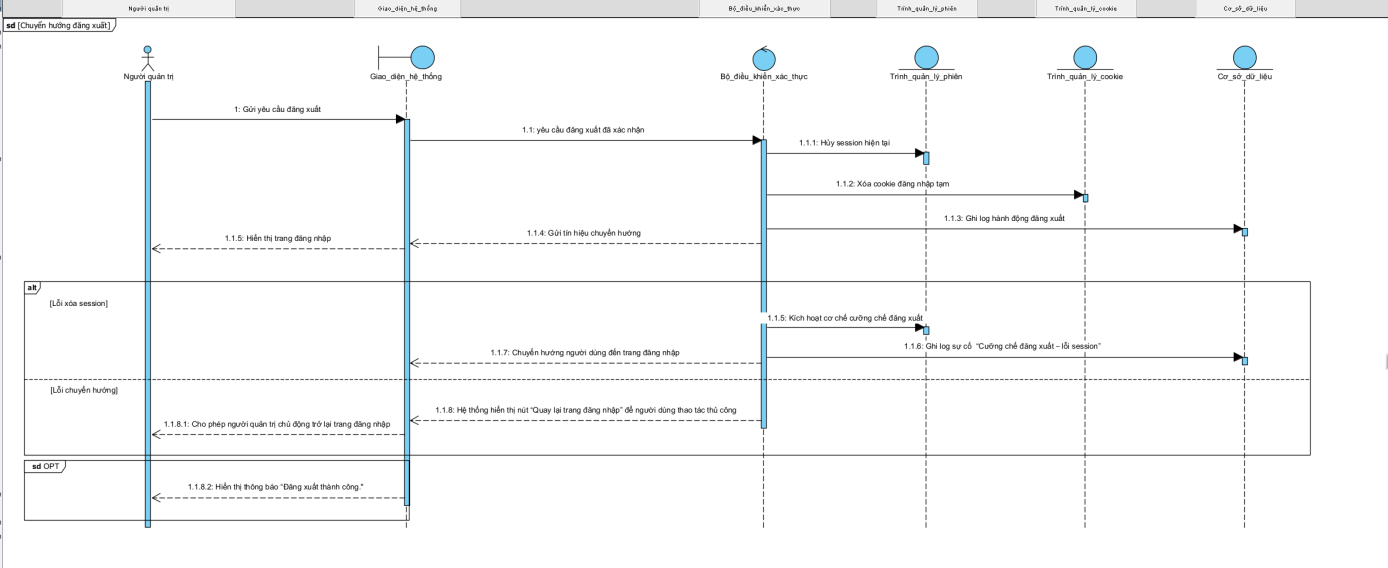 Người quản trị
Giao_diện_hệ_thống
Bộ_điều_khiển_xác_thực
Trình_quản_lý_phiên
Trình_quản_lý_cookie
Cơ_sở_dữ_liệu
sd [Chuyển hướng đăng xuất]
Người quản trị
Giao_diện_hệ_thống
Bộ_điều_khiển_xác_thực
Trình_quản_lý_phiên
Trình_quản_lý_cookie
Cơ_sở_dữ_liệu
1: Gửi yêu cầu đăng xuất
1.1: yêu cầu đăng xuất đã xác nhận
1.1.1: Hủy session hiện tại
1.1.2: Xóa cookie đăng nhập tạm
1.1.3: Ghi log hành động đăng xuất
1.1.4: Gửi tín hiệu chuyển hướng
1.1.5: Hiển thị trang đăng nhập
alt
[Lỗi xóa session]
1.1.5: Kích hoạt cơ chế cưỡng chế đăng xuất
1.1.6: Ghi log sự cố "Cưỡng chế đăng xuất – lỗi session"
1.1.7: Chuyển hướng người dùng đến trang đăng nhập
[Lỗi chuyển hướng]
1.1.8: Hệ thống hiển thị nút "Quay lại trang đăng nhập" để người dùng thao tác thủ công
1.1.8.1: Cho phép người quản trị chủ động trở lại trang đăng nhập
sd OPT
1.1.8.2: Hiển thị thông báo "Đăng xuất thành công."